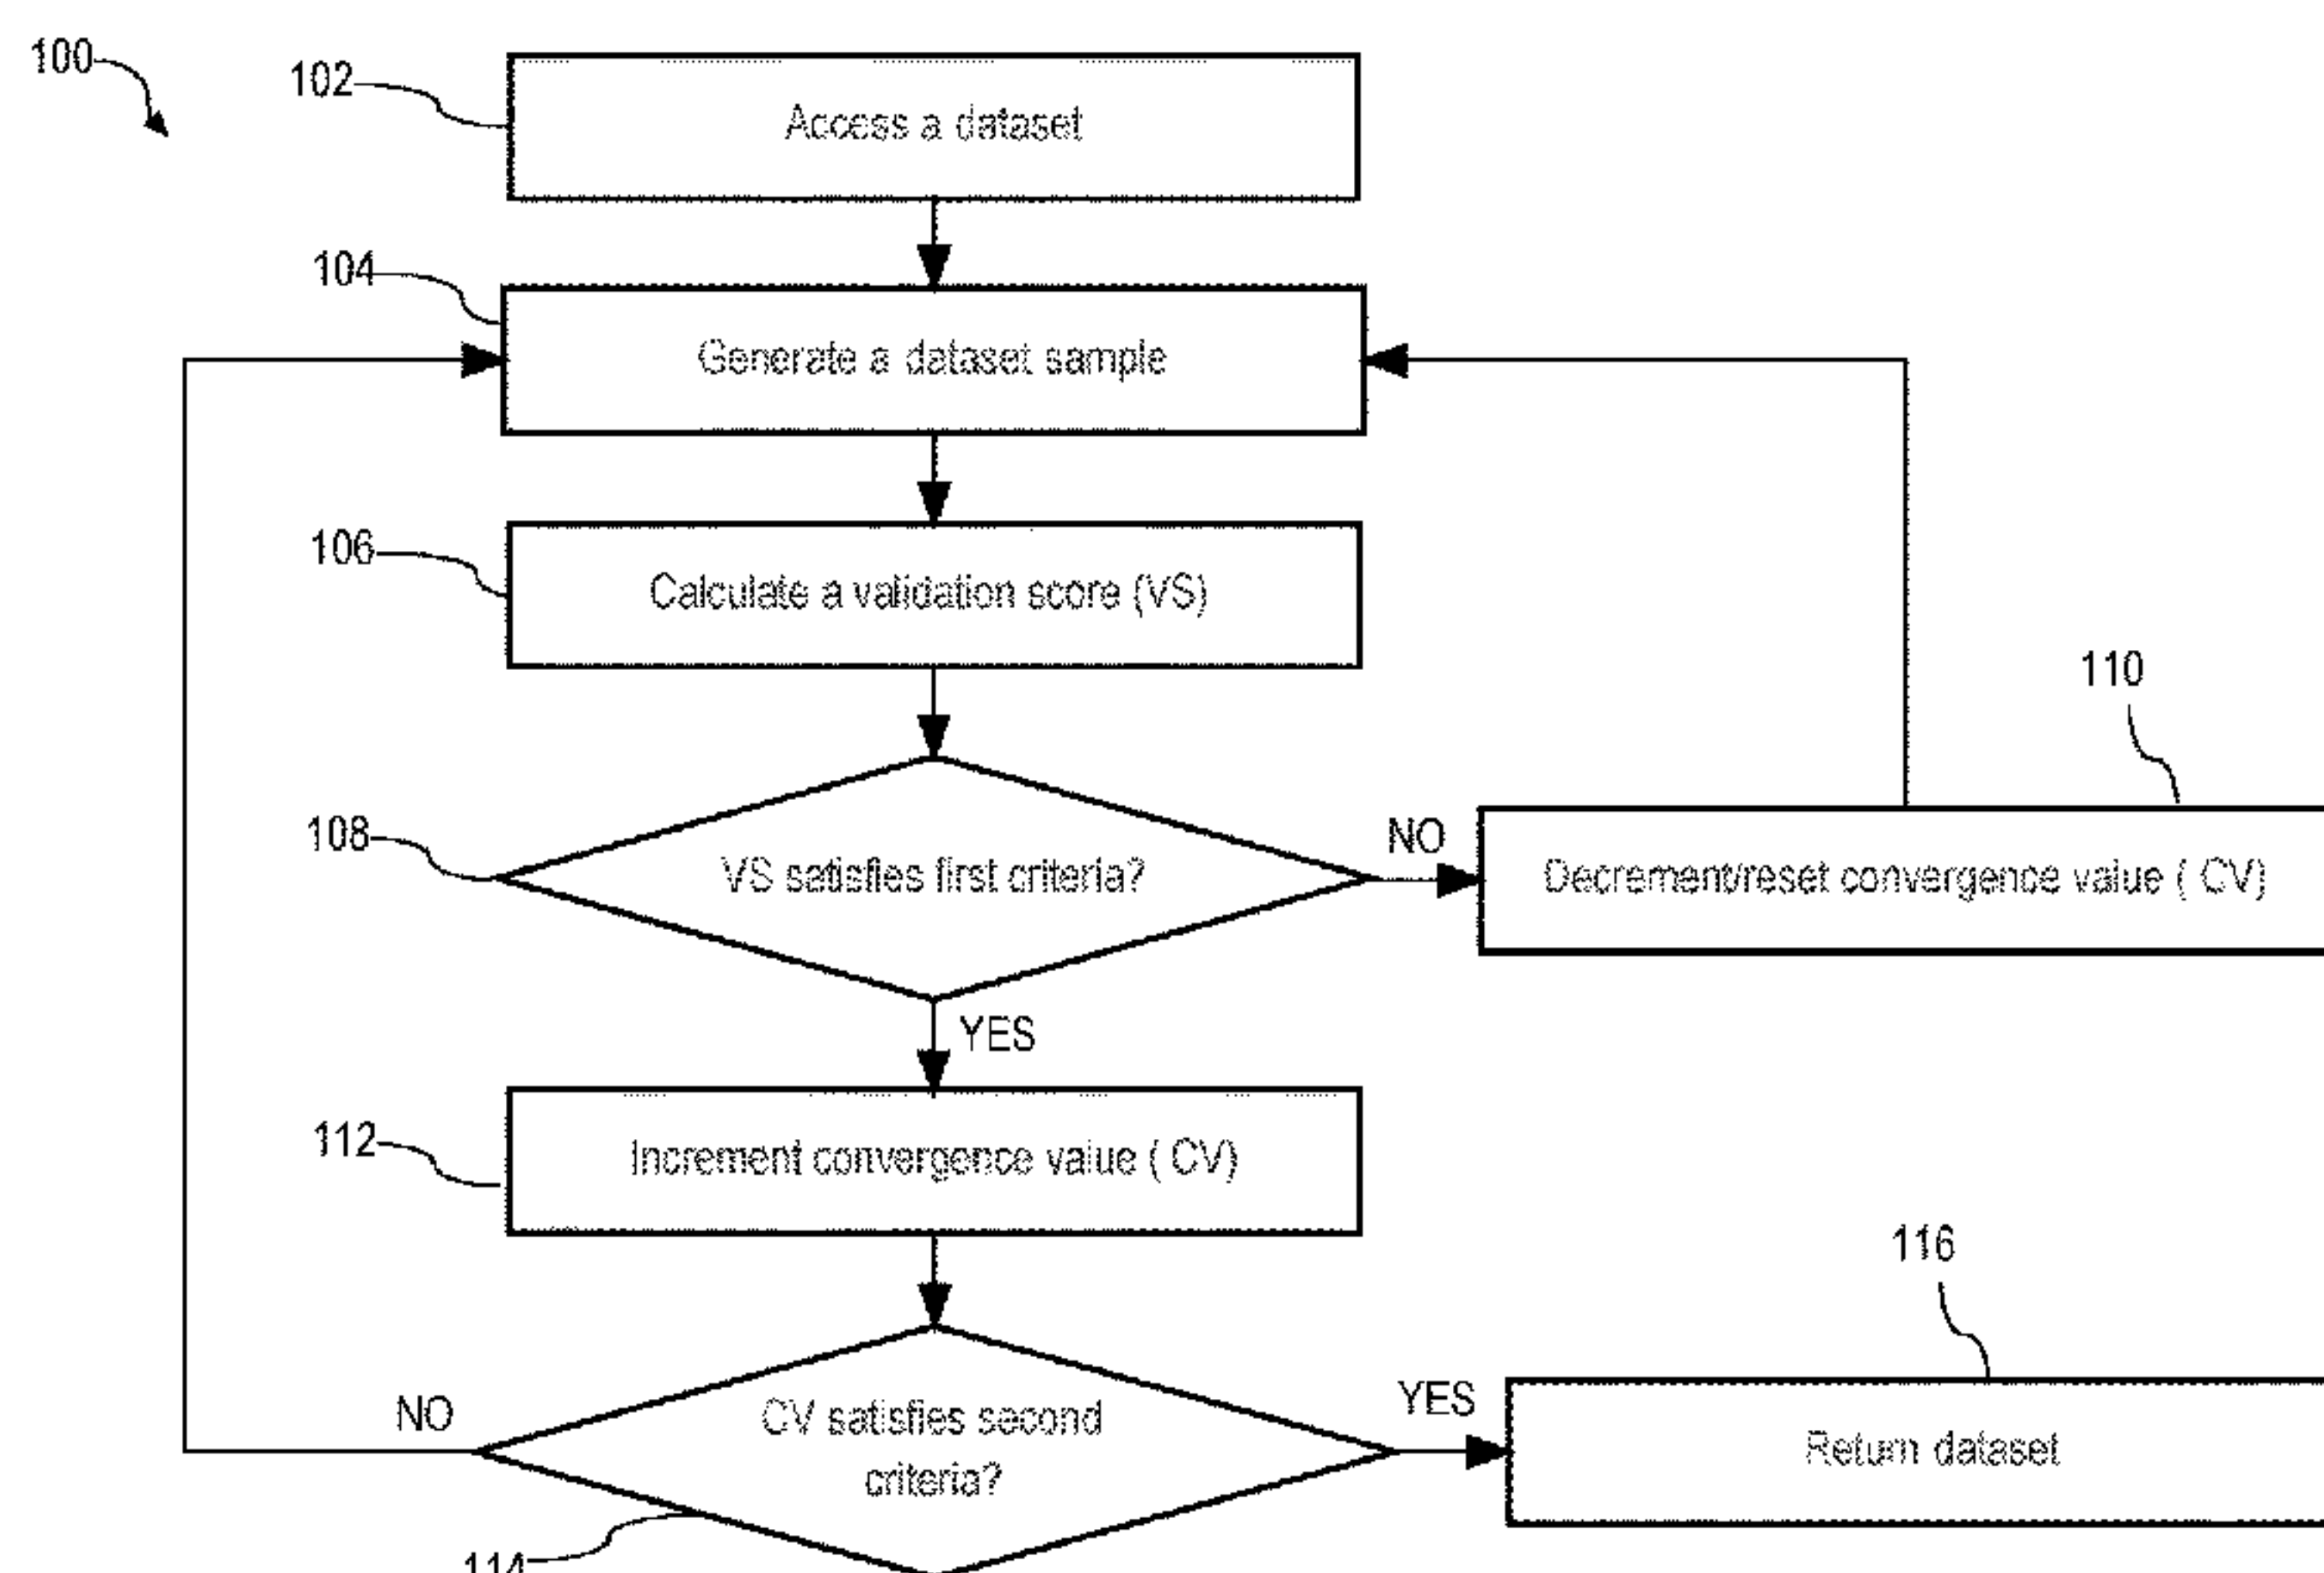 100
102
Access a dataset
104
Generate a dataset sample
106
Calculate a validation score (VS)
110
108
VS satisfies first criteria?
NO
Decrement/reset convergence value ( CV)
YES
112
Increment convergence value ( CV)
116
NO
CV satisfies second
criteria?
YES
Return dataset
114